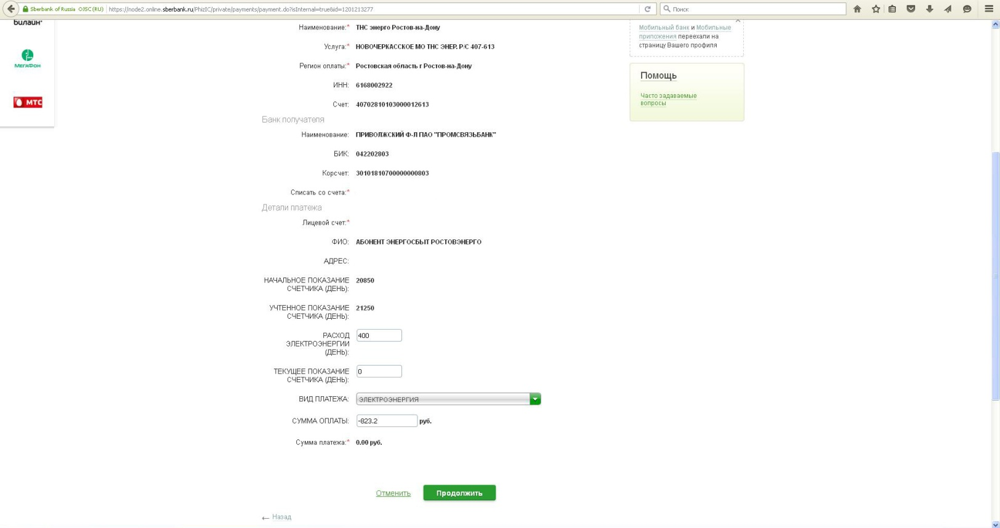 Sberbank of Russia OJSC (RU)
https://node2.online.sberbank.ru/PhizIC/private/payments/payment.do?isInternal=true&id=1201213277
Поиск
Билайн
МЕГАФОН
МТС
Наименование:* ТНС энерго Ростов-на-Дону
Услуга:* НОВОЧЕРКАССКОЕ МО ТНС ЭНЕР. Р/С 407-613
Регион оплаты:* Ростовская область г Ростов-на-Дону
ИНН: 6168002922
Счет: 40702810103000012613
Банк получателя
Наименование: ПРИВОЛЖСКИЙ Ф-Л ПАО "ПРОМСВЯЗЬБАНК"
БИК: 042202803
Корсчет: 30101810700000000803
Списать со счета:*
Детали платежа
Лицевой счет:*
ФИО: АБОНЕНТ ЭНЕРГОСБЫТ РОСТОВЭНЕРГО
АДРЕС:
НАЧАЛЬНОЕ ПОКАЗАНИЕ 20850
СЧЕТЧИКА (ДЕНЬ):
УЧТЕННОЕ ПОКАЗАНИЕ 21250
СЧЕТЧИКА (ДЕНЬ):
РАСХОД 400
ЭЛЕКТРОЭНЕРГИИ
(ДЕНЬ):
ТЕКУЩЕЕ ПОКАЗАНИЕ 0
СЧЕТЧИКА (ДЕНЬ):
ВИД ПЛАТЕЖА: ЭЛЕКТРОЭНЕРГИЯ
СУММА ОПЛАТЫ: -823.2 руб.
Сумма платежа:* 0.00 руб.
Отменить Продолжить
← Назад
Мобильный банк и Мобильные
приложения переехали на
страницу Вашего профиля
Помощь
Часто задаваемые
вопросы